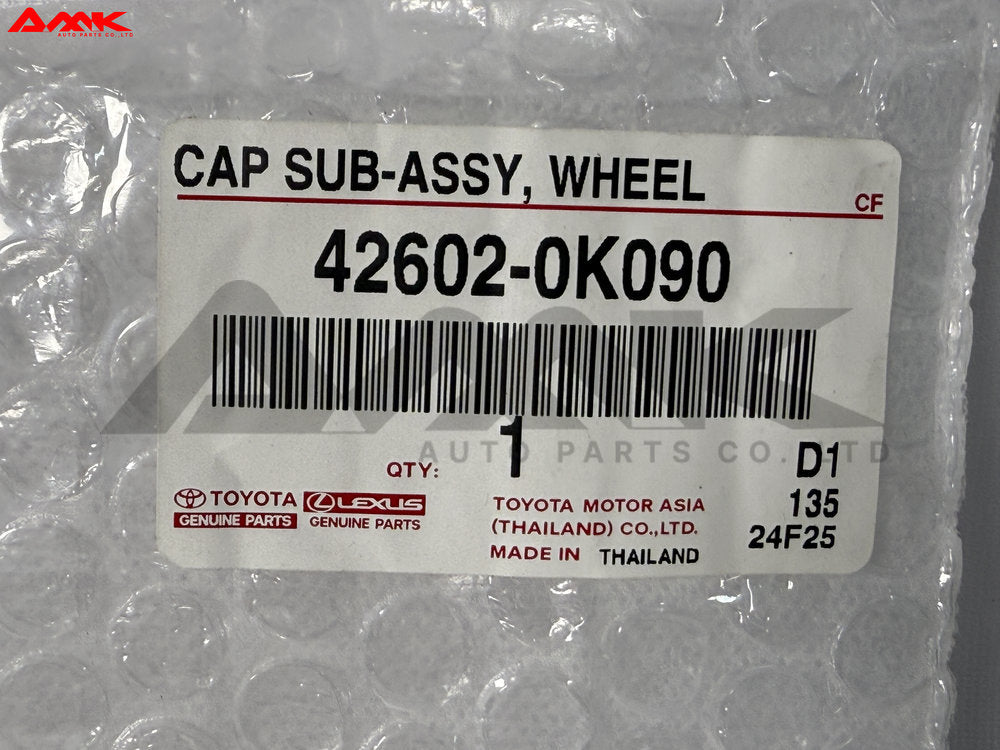 AMK
AUTO PARTS CO.,LTD
CAP SUB-ASSY, WHEEL
CF
42602-0K090
AMK
AUTO PARTS CO.,LTD
QTY: 1
D1
TOYOTA LEXUS
GENUINE PARTS GENUINE PARTS
TOYOTA MOTOR ASIA
(THAILAND) CO.,LTD.
MADE IN THAILAND
135
24F25